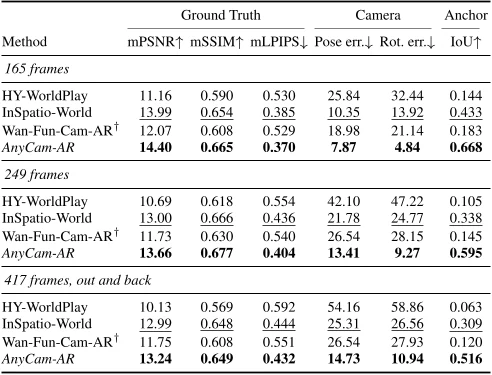 Ground Truth Camera Anchor
Method mPSNR↑ mSSIM↑ mLPIPS↓ Pose err.↓ Rot. err.↓ IoU↑
165 frames
HY-WorldPlay 11.16 0.590 0.530 25.84 32.44 0.144
InSpatio-World 13.99 0.654 0.385 10.35 13.92 0.433
Wan-Fun-Cam-AR† 12.07 0.608 0.529 18.98 21.14 0.183
AnyCam-AR 14.40 0.665 0.370 7.87 4.84 0.668
249 frames
HY-WorldPlay 10.69 0.618 0.554 42.10 47.22 0.105
InSpatio-World 13.00 0.666 0.436 21.78 24.77 0.338
Wan-Fun-Cam-AR† 11.73 0.630 0.540 26.54 28.15 0.145
AnyCam-AR 13.66 0.677 0.404 13.41 9.27 0.595
417 frames, out and back
HY-WorldPlay 10.13 0.569 0.592 54.16 58.86 0.063
InSpatio-World 12.99 0.648 0.444 25.31 26.56 0.309
Wan-Fun-Cam-AR† 11.75 0.608 0.551 26.54 27.93 0.120
AnyCam-AR 13.24 0.649 0.432 14.73 10.94 0.516